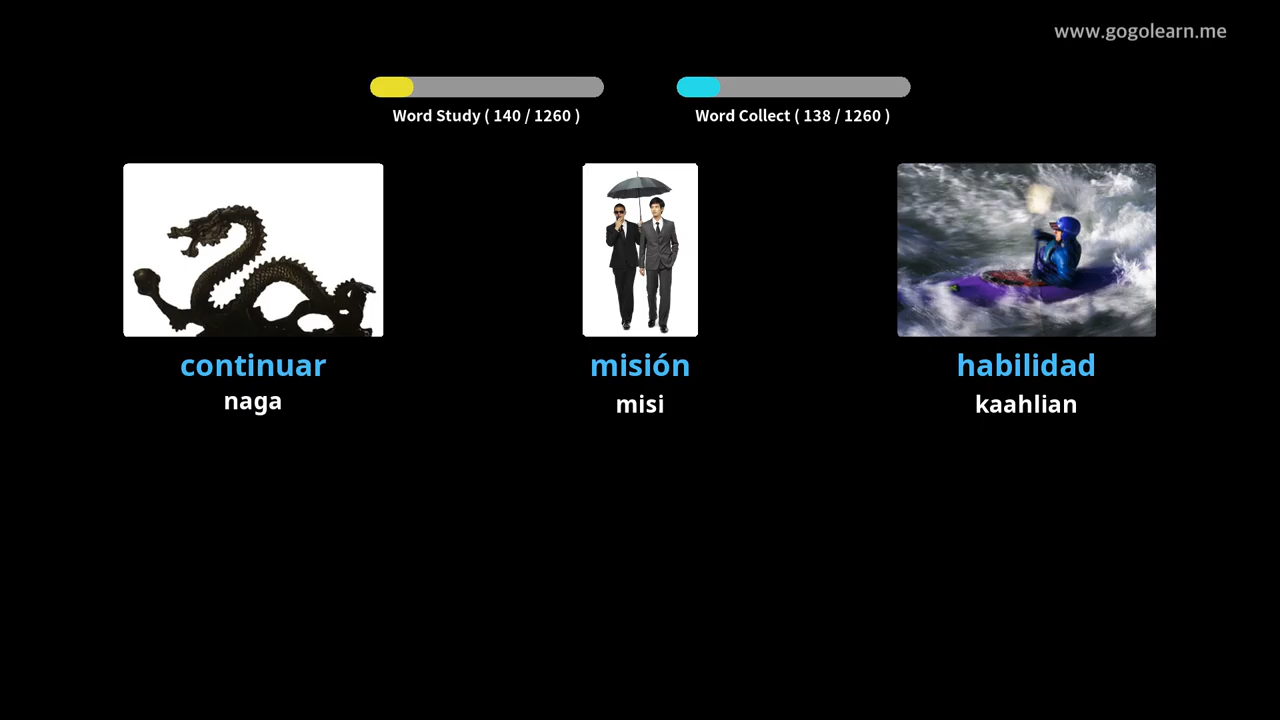 www.gogolearn.me
Word Study ( 140 / 1260 )
Word Collect ( 138 / 1260 )
continuar
naga
misión
misi
habilidad
kaahlian